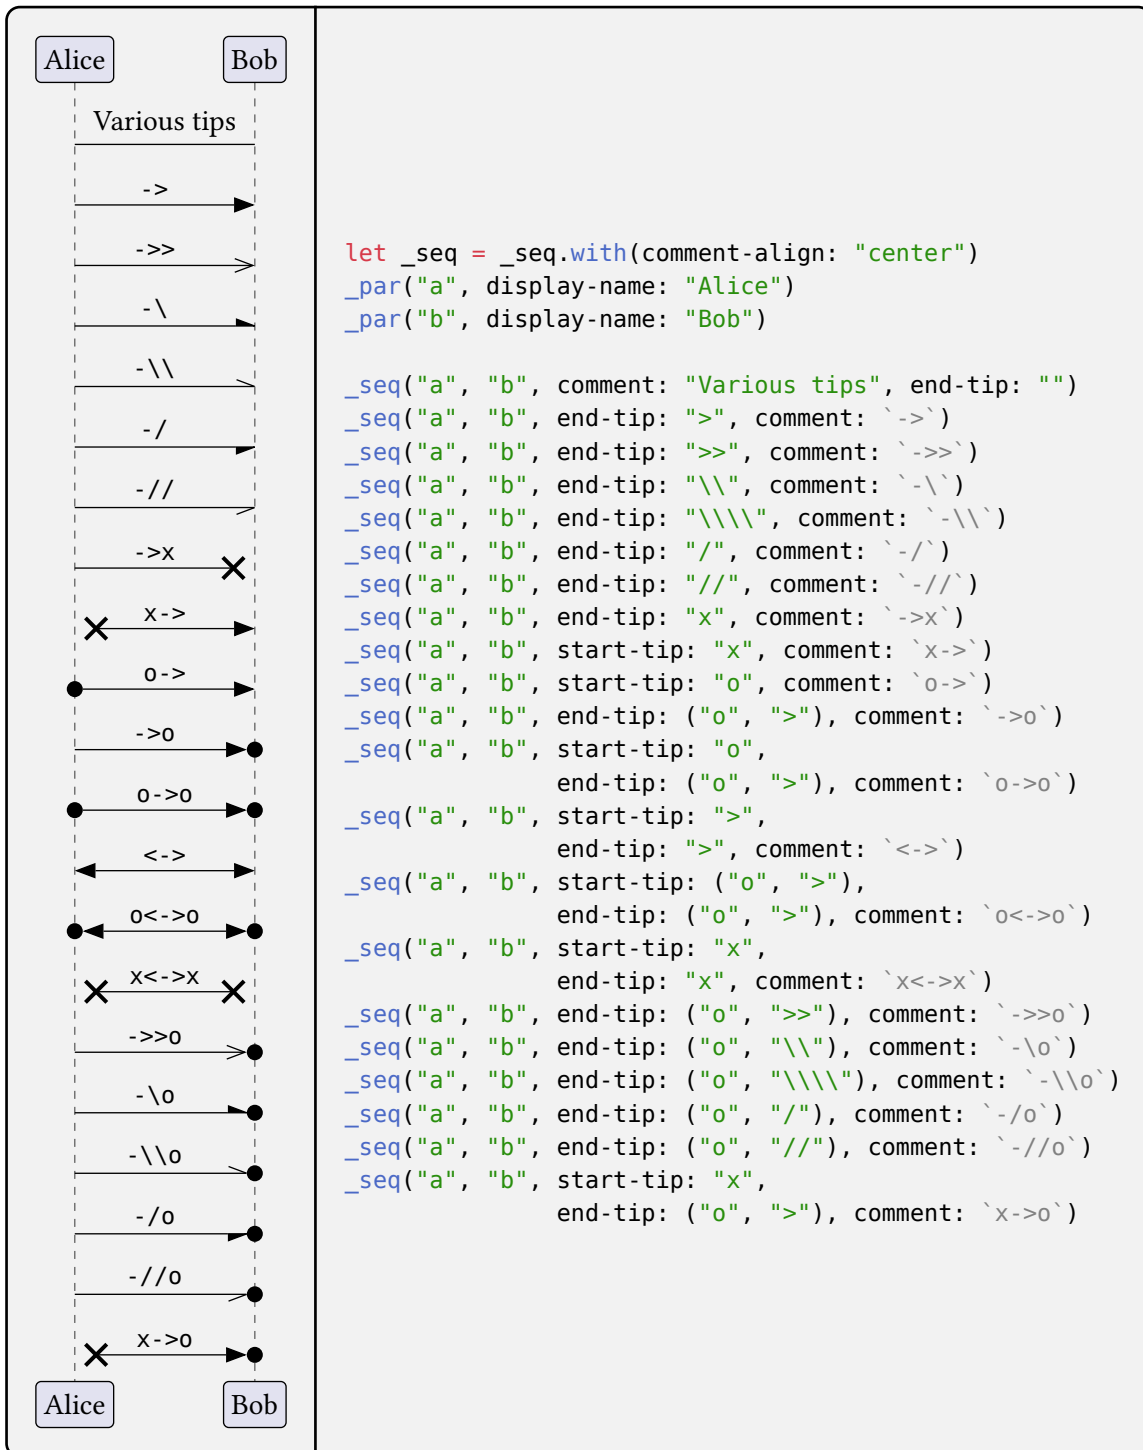 Alice Bob
Various tips
->
->>
-\
-\\
-/
-//
->x
x->
o->
->o
o->o
<->
o<->o
x<->x
->>o
-\o
-\\o
-/o
-//o
x->o
Alice Bob
let _seq = _seq.with(comment-align: "center")
_par("a", display-name: "Alice")
_par("b", display-name: "Bob")
_seq("a", "b", comment: "Various tips", end-tip: "")
_seq("a", "b", end-tip: ">", comment: `->`)
_seq("a", "b", end-tip: ">>", comment: `->>`)
_seq("a", "b", end-tip: "\\", comment: `-\`)
_seq("a", "b", end-tip: "\\\\", comment: `-\\`)
_seq("a", "b", end-tip: "/", comment: `-/`)
_seq("a", "b", end-tip: "//", comment: `-//`)
_seq("a", "b", end-tip: "x", comment: `->x`)
_seq("a", "b", start-tip: "x", comment: `x->`)
_seq("a", "b", start-tip: "o", comment: `o->`)
_seq("a", "b", end-tip: ("o", ">"), comment: `->o`)
_seq("a", "b", start-tip: "o",
end-tip: ("o", ">"), comment: `o->o`)
_seq("a", "b", start-tip: ">",
end-tip: ">", comment: `<->`)
_seq("a", "b", start-tip: ("o", ">"),
end-tip: ("o", ">"), comment: `o<->o`)
_seq("a", "b", start-tip: "x",
end-tip: "x", comment: `x<->x`)
_seq("a", "b", end-tip: ("o", ">>"), comment: `->>o`)
_seq("a", "b", end-tip: ("o", "\\"), comment: `-\o`)
_seq("a", "b", end-tip: ("o", "\\\\"), comment: `-\\o`)
_seq("a", "b", end-tip: ("o", "/"), comment: `-/o`)
_seq("a", "b", end-tip: ("o", "//"), comment: `-//o`)
_seq("a", "b", start-tip: "x",
end-tip: ("o", ">"), comment: `x->o`)